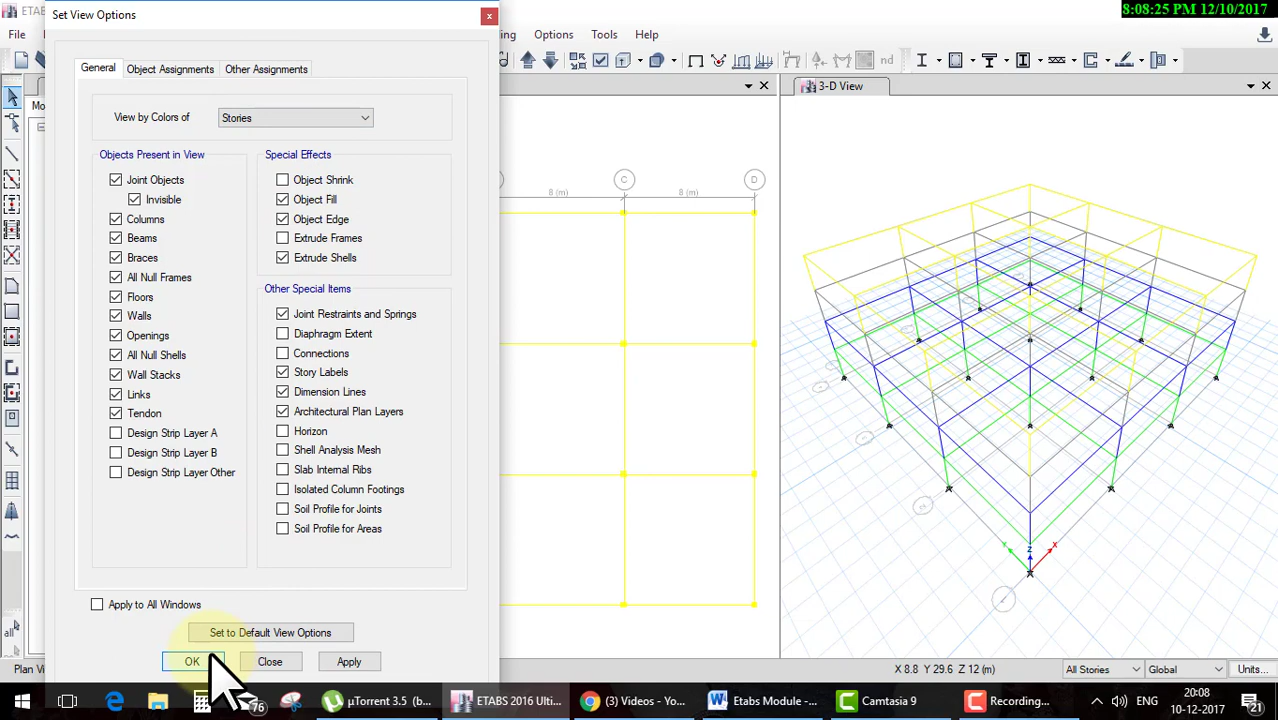 8:08:25 PM 12/10/2017
ETA
Set View Options
x
File
Options
Tools
Help
nd
General
Object Assignments
Other Assignments
3-D View
Mo
View by Colors of
Stories
Objects Present in View
Joint Objects
Invisible
Columns
Beams
Braces
All Null Frames
Floors
Walls
Openings
All Null Shells
Wall Stacks
Links
Tendon
Design Strip Layer A
Design Strip Layer B
Design Strip Layer Other
Special Effects
Object Shrink
Object Fill
Object Edge
Extrude Frames
Extrude Shells
Other Special Items
Joint Restraints and Springs
Diaphragm Extent
Connections
Story Labels
Dimension Lines
Architectural Plan Layers
Horizon
Shell Analysis Mesh
Slab Internal Ribs
Isolated Column Footings
Soil Profile for Joints
Soil Profile for Areas
Apply to All Windows
Set to Default View Options
OK
Close
Apply
C
D
8 (m)
8 (m)
Z
Y
X
all
Plan Vi
X 8.8 Y 29.6 Z 12 (m)
All Stories
Global
Units...
76
µTorrent 3.5 (b...
ETABS 2016 Ulti...
(3) Videos - Yo...
Etabs Module -...
Camtasia 9
Recording...
ENG
20:08
10-12-2017
21